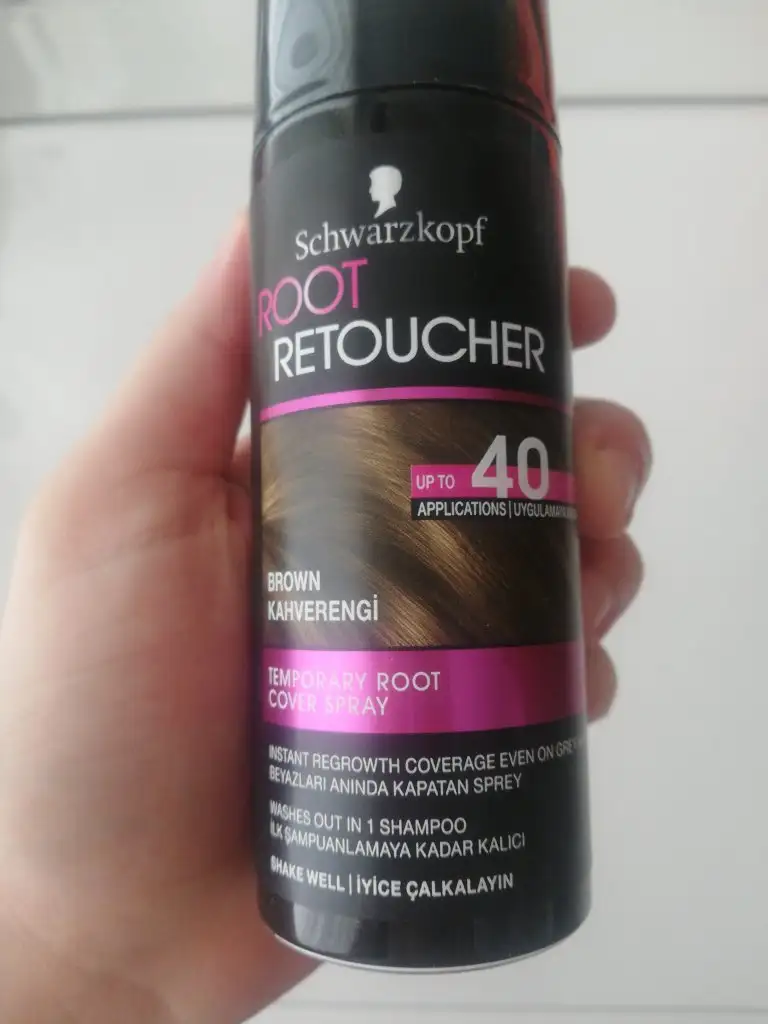 Schwarzkopf
ROOT
RETOUCHER
UP TO 40
APPLICATIONS | UYGULAMAYA
BROWN
KAHVERENGİ
TEMPORARY ROOT
COVER SPRAY
INSTANT REGROWTH COVERAGE EVEN ON GREY
BEYAZLARI ANINDA KAPATAN SPREY
WASHES OUT IN 1 SHAMPOO
İLK ŞAMPUANLAMAYA KADAR KALICI
SHAKE WELL | İYİCE ÇALKALAYIN